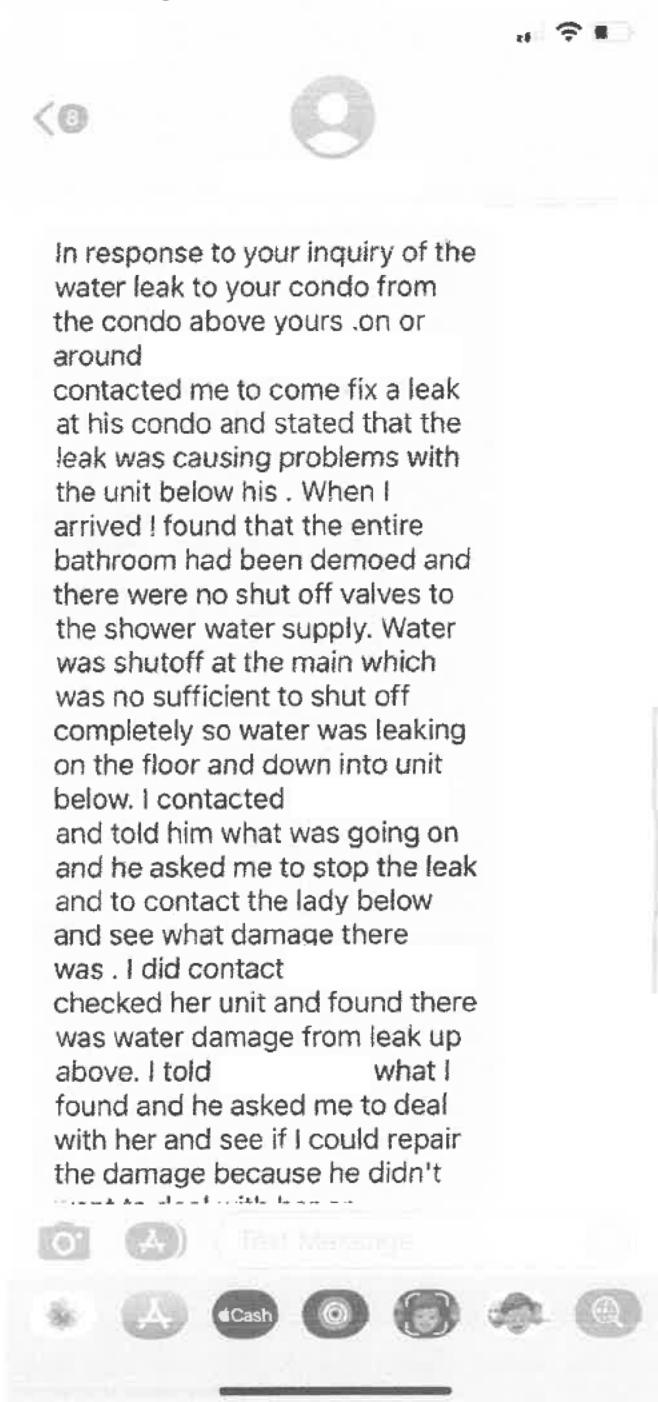 8
In response to your inquiry of the
water leak to your condo from
the condo above yours .on or
around
contacted me to come fix a leak
at his condo and stated that the
leak was causing problems with
the unit below his . When I
arrived I found that the entire
bathroom had been demoed and
there were no shut off valves to
the shower water supply. Water
was shutoff at the main which
was no sufficient to shut off
completely so water was leaking
on the floor and down into unit
below. I contacted
and told him what was going on
and he asked me to stop the leak
and to contact the lady below
and see what damage there
was . I did contact
checked her unit and found there
was water damage from leak up
above. I told what I
found and he asked me to deal
with her and see if I could repair
the damage because he didn't
want to deal with her
Text Message
Cash